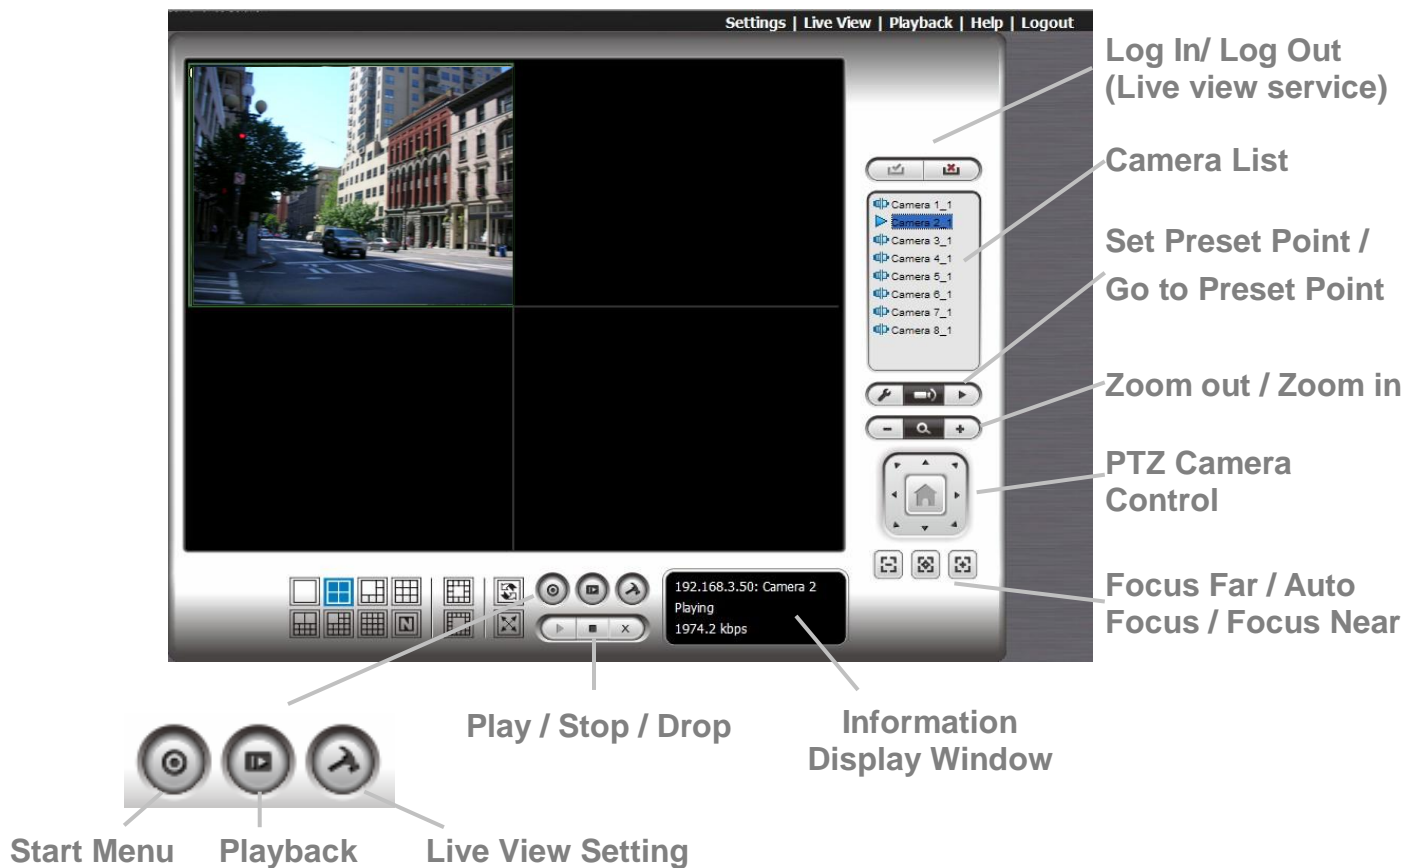 Settings | Live View | Playback | Help | Logout
Log In/ Log Out
(Live view service)
Camera List
Camera 1_1
Camera 2_1
Camera 3_1
Camera 4_1
Camera 5_1
Camera 6_1
Camera 7_1
Camera 8_1
Set Preset Point /
Go to Preset Point
Zoom out / Zoom in
PTZ Camera
Control
Focus Far / Auto
Focus / Focus Near
192.168.3.50: Camera 2
Playing
1974.2 kbps
N
Play / Stop / Drop
Information
Display Window
Start Menu
Playback
Live View Setting